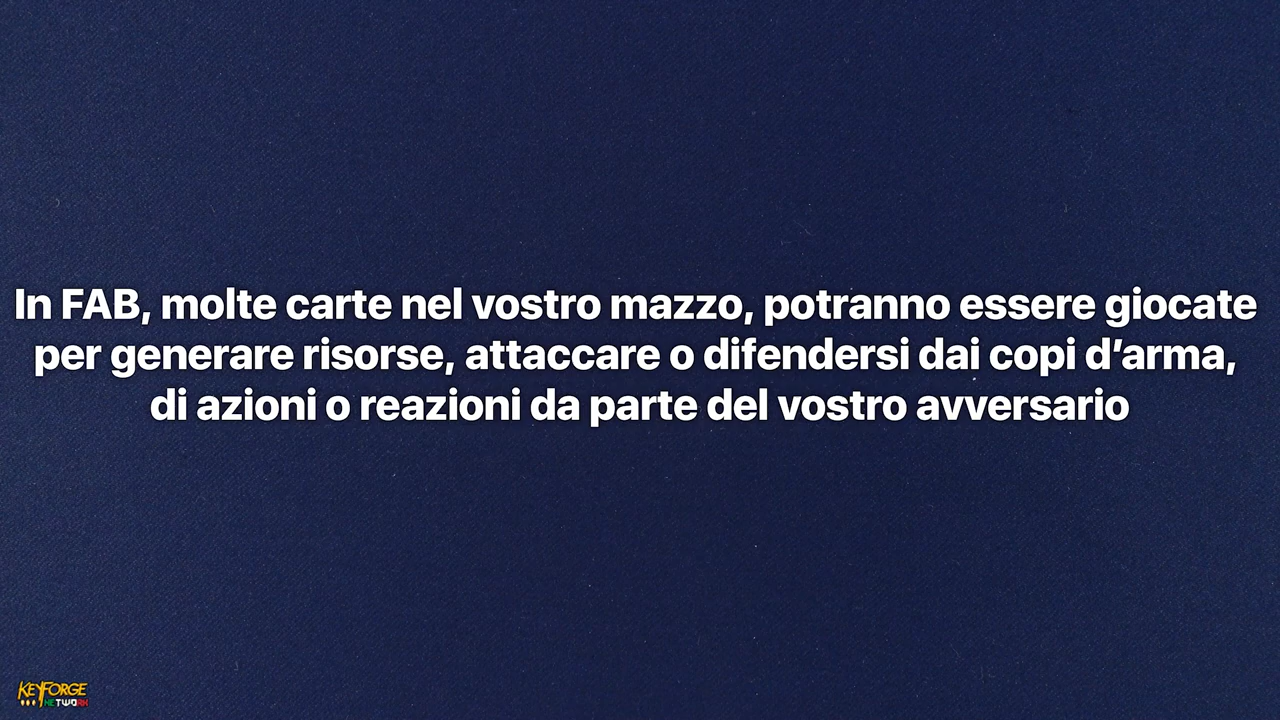 In FAB, molte carte nel vostro mazzo, potranno essere giocate
per generare risorse, attaccare o difendersi dai copi d’arma,
di azioni o reazioni da parte del vostro avversario
KEYFORGE
NETWORK